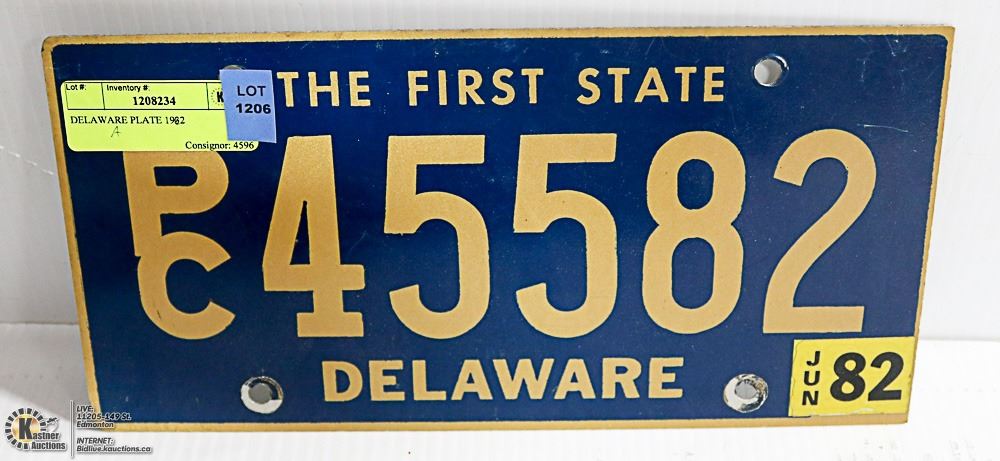 Lot #:
Inventory #:
1208234
K
DELAWARE PLATE 1982
A
Consignor: 4596
LOT
1206
THE FIRST STATE
PC 45582
DELAWARE
JUN 82
Kastner
Auctions
LIVE:
11205-149 St.
Edmonton
INTERNET:
Bidlive.kauctions.ca